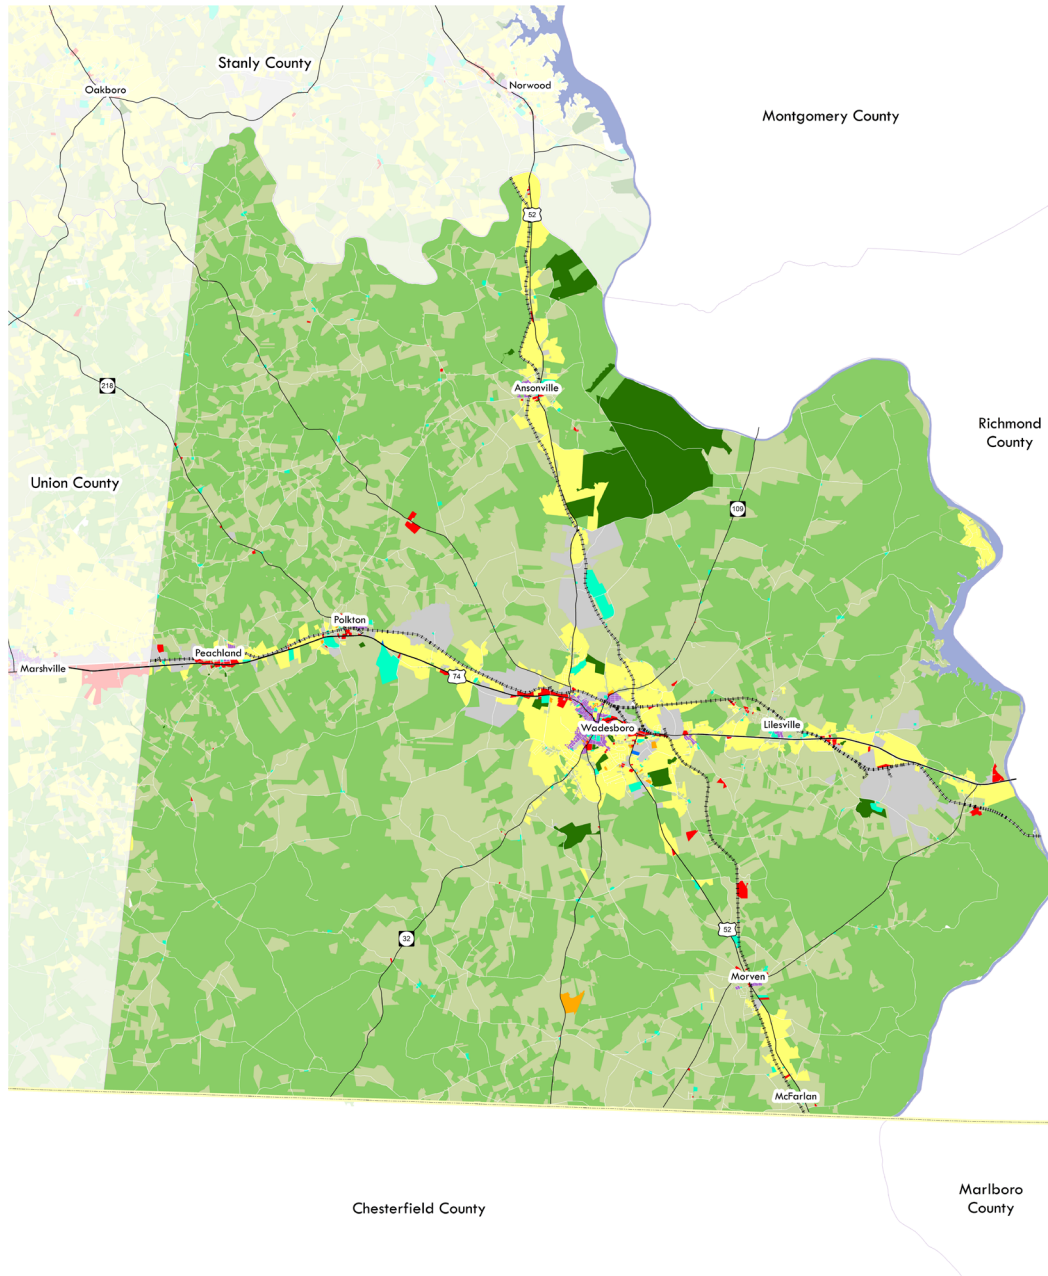 Stanly County
Oakboro
Norwood
Montgomery County
52
218
Ansonville
Richmond
County
Union County
109
Polkton
Peachland
Marshville
74
Wadesboro
Lilesville
52
32
Morven
McFarlan
Chesterfield County
Marlboro
County